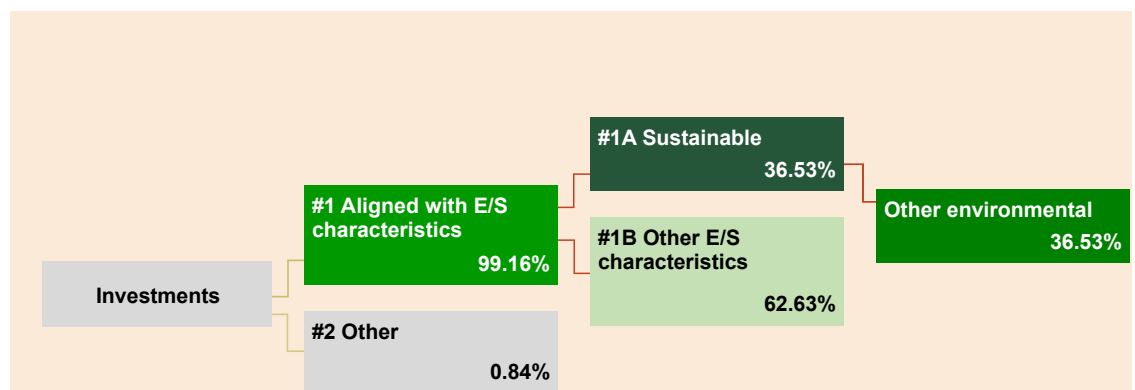 #1A Sustainable
36.53%
#1 Aligned with E/S
characteristics
99.16%
Other environmental
36.53%
#1B Other E/S
characteristics
62.63%
Investments
#2 Other
0.84%